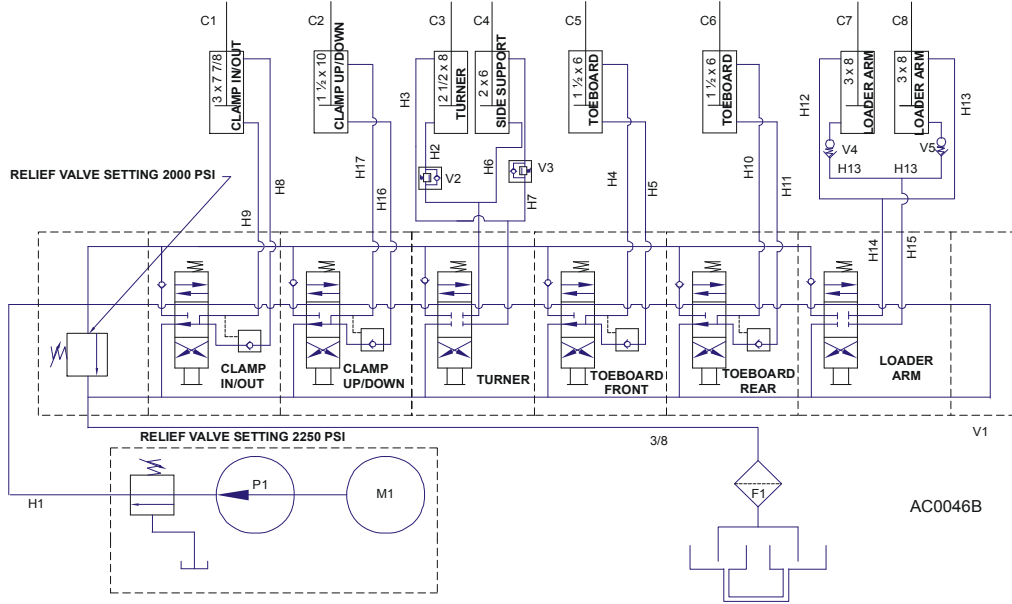 C1
C2
C3
C4
C5
C6
C7
C8
3 x 7 7/8
CLAMP IN/OUT
1 ½ x 10
CLAMP UP/DOWN
2 1/2 x 8
TURNER
2 x 6
SIDE SUPPORT
1 ½ x 6
TOEBOARD
1 ½ x 6
TOEBOARD
3 x 8
LOADER ARM
3 x 8
LOADER ARM
H3
H12
H13
H2
H6
V2
V3
V4
V5
H13
H13
RELIEF VALVE SETTING 2000 PSI
H9
H8
H17
H16
H7
H4
H5
H10
H11
H14
H15
CLAMP
IN/OUT
CLAMP
UP/DOWN
TURNER
TOEBOARD
FRONT
TOEBOARD
REAR
LOADER
ARM
V1
RELIEF VALVE SETTING 2250 PSI
3/8
H1
P1
M1
F1
AC0046B